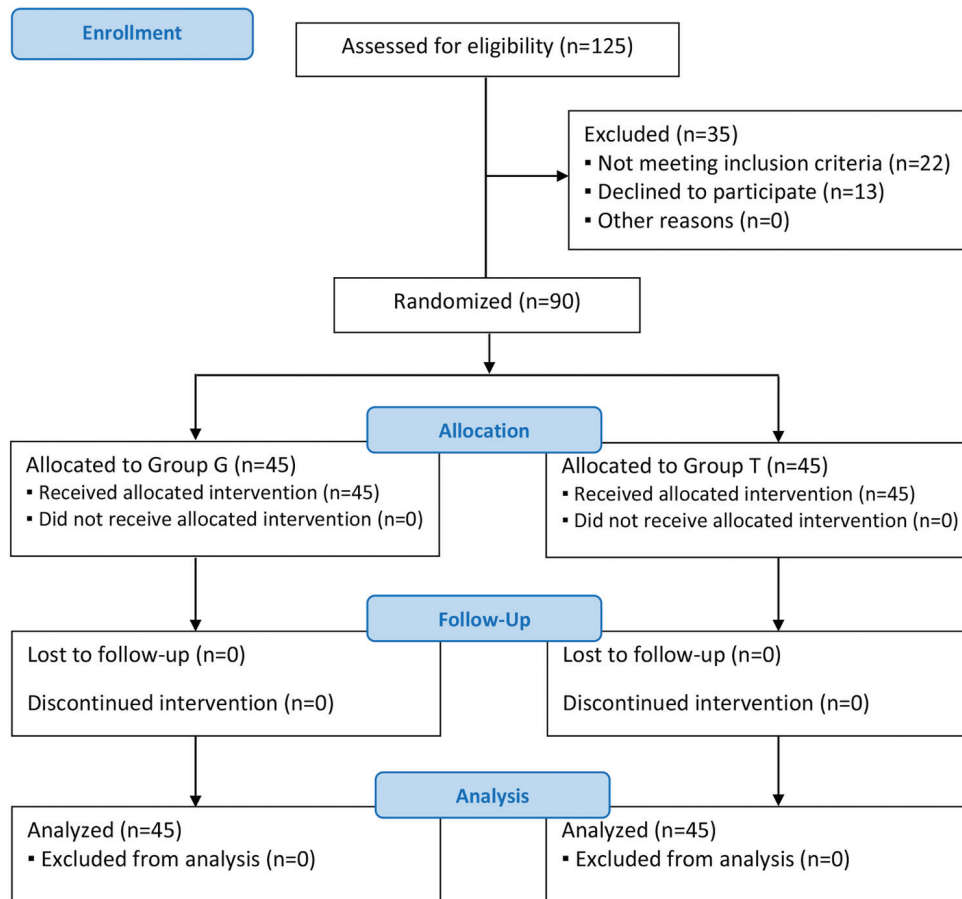 Enrollment
Assessed for eligibility (n=125)
Excluded (n=35)
▪ Not meeting inclusion criteria (n=22)
▪ Declined to participate (n=13)
▪ Other reasons (n=0)
Randomized (n=90)
Allocation
Allocated to Group G (n=45)
▪ Received allocated intervention (n=45)
▪ Did not receive allocated intervention (n=0)
Allocated to Group T (n=45)
▪ Received allocated intervention (n=45)
▪ Did not receive allocated intervention (n=0)
Follow-Up
Lost to follow-up (n=0)
Discontinued intervention (n=0)
Lost to follow-up (n=0)
Discontinued intervention (n=0)
Analysis
Analyzed (n=45)
▪ Excluded from analysis (n=0)
Analyzed (n=45)
▪ Excluded from analysis (n=0)